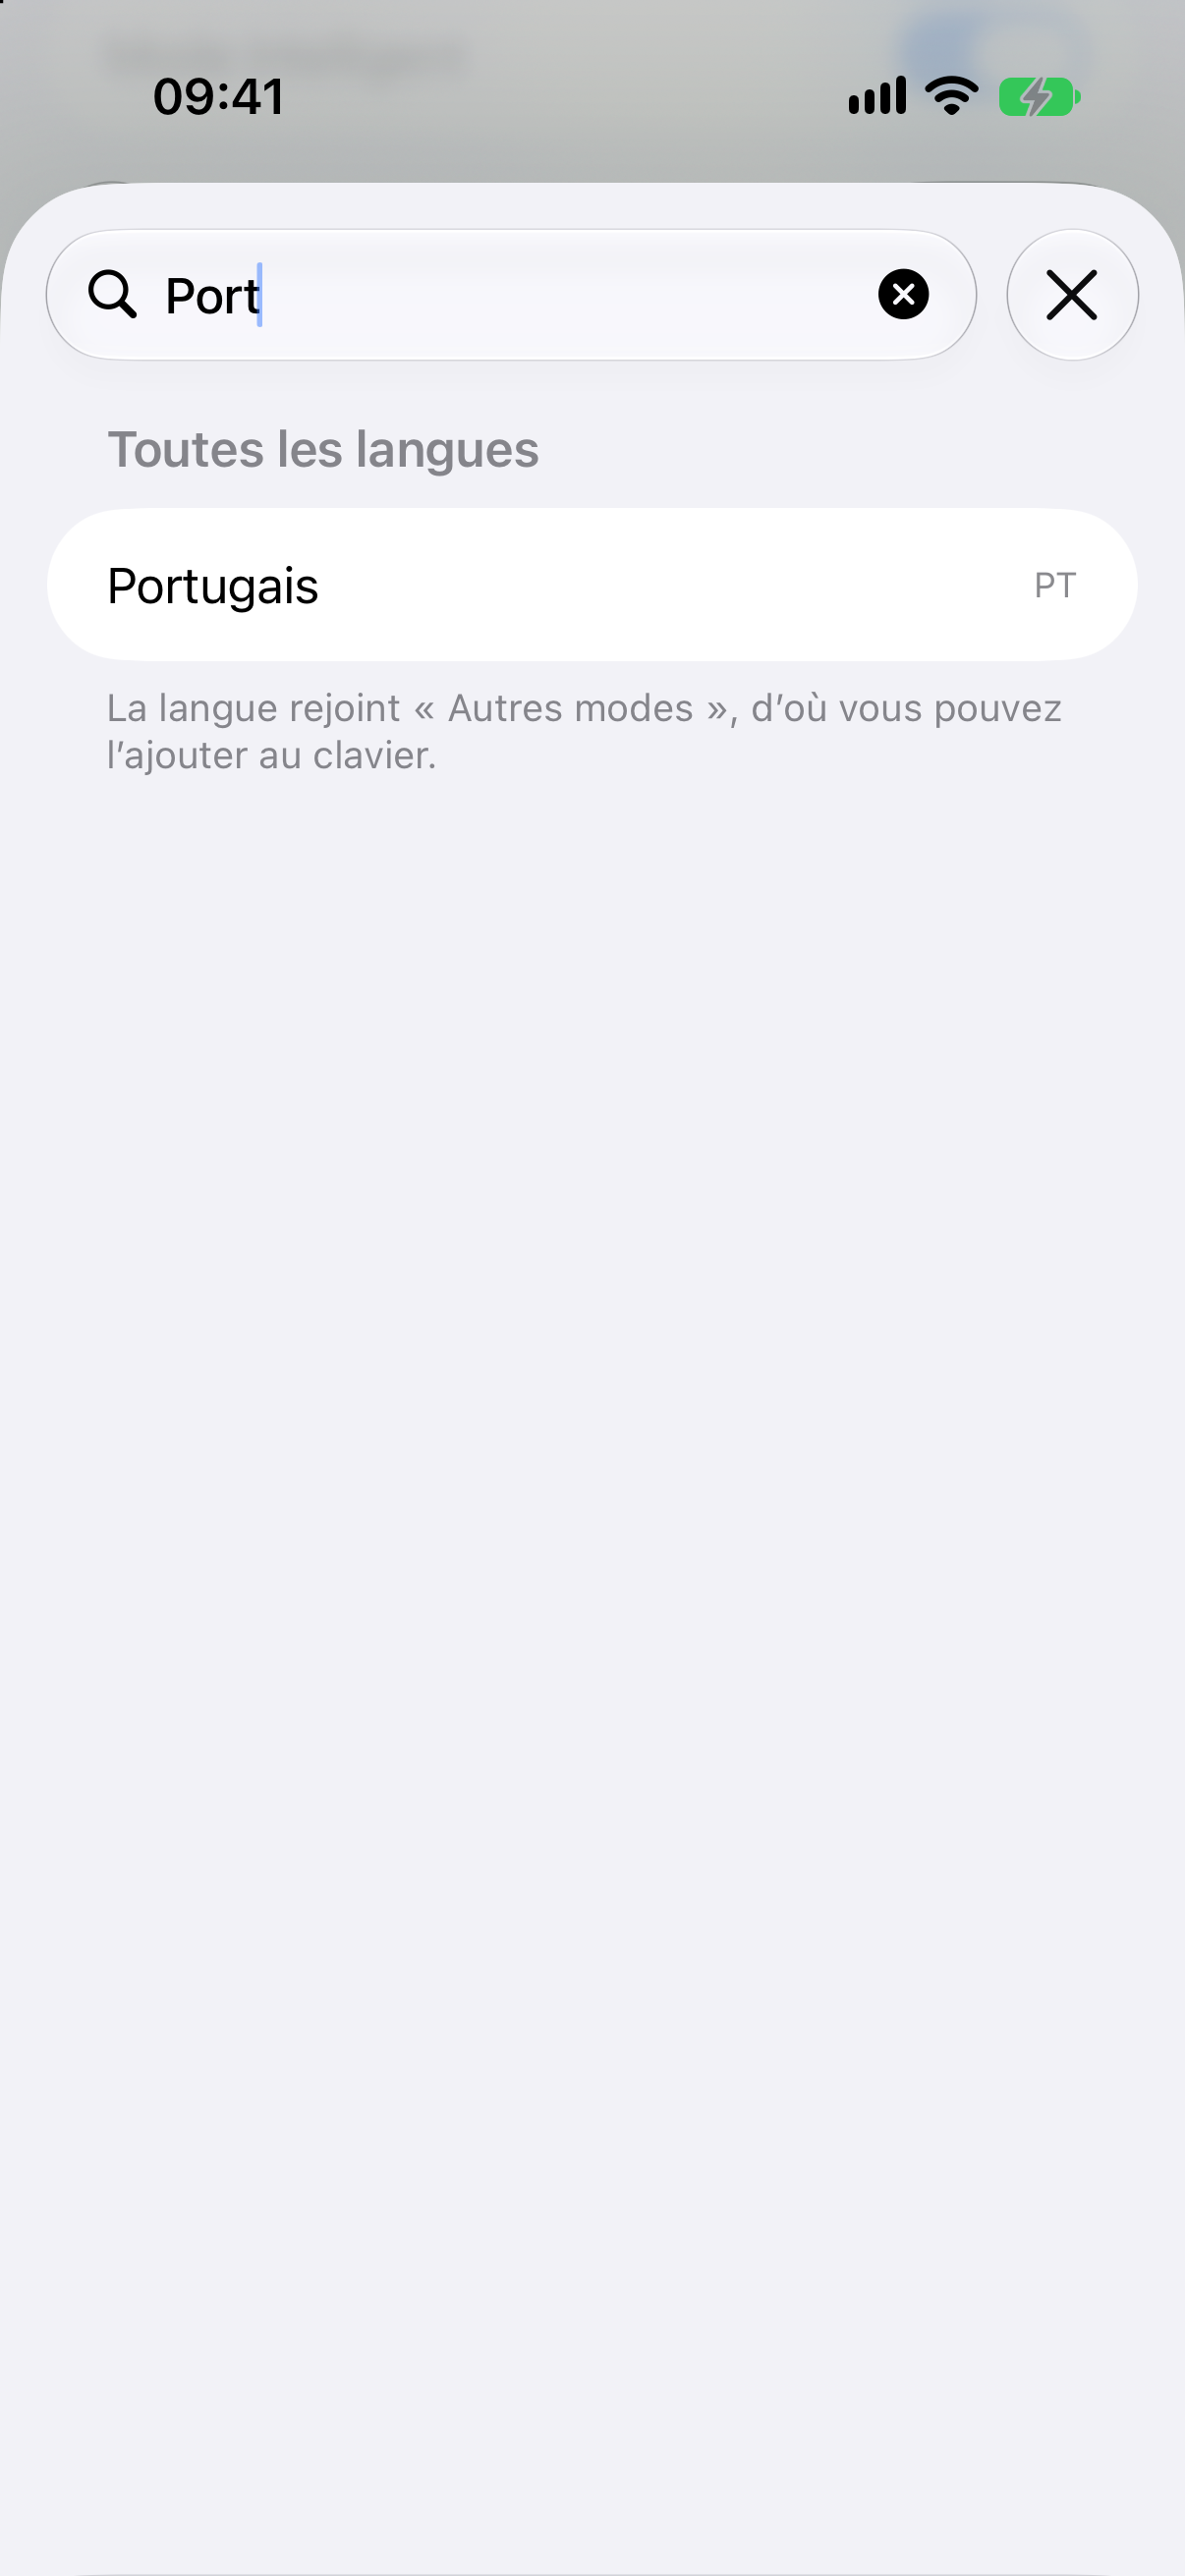 09:41
Port
Toutes les langues
Portugais
PT
La langue rejoint « Autres modes », d’où vous pouvez
l’ajouter au clavier.